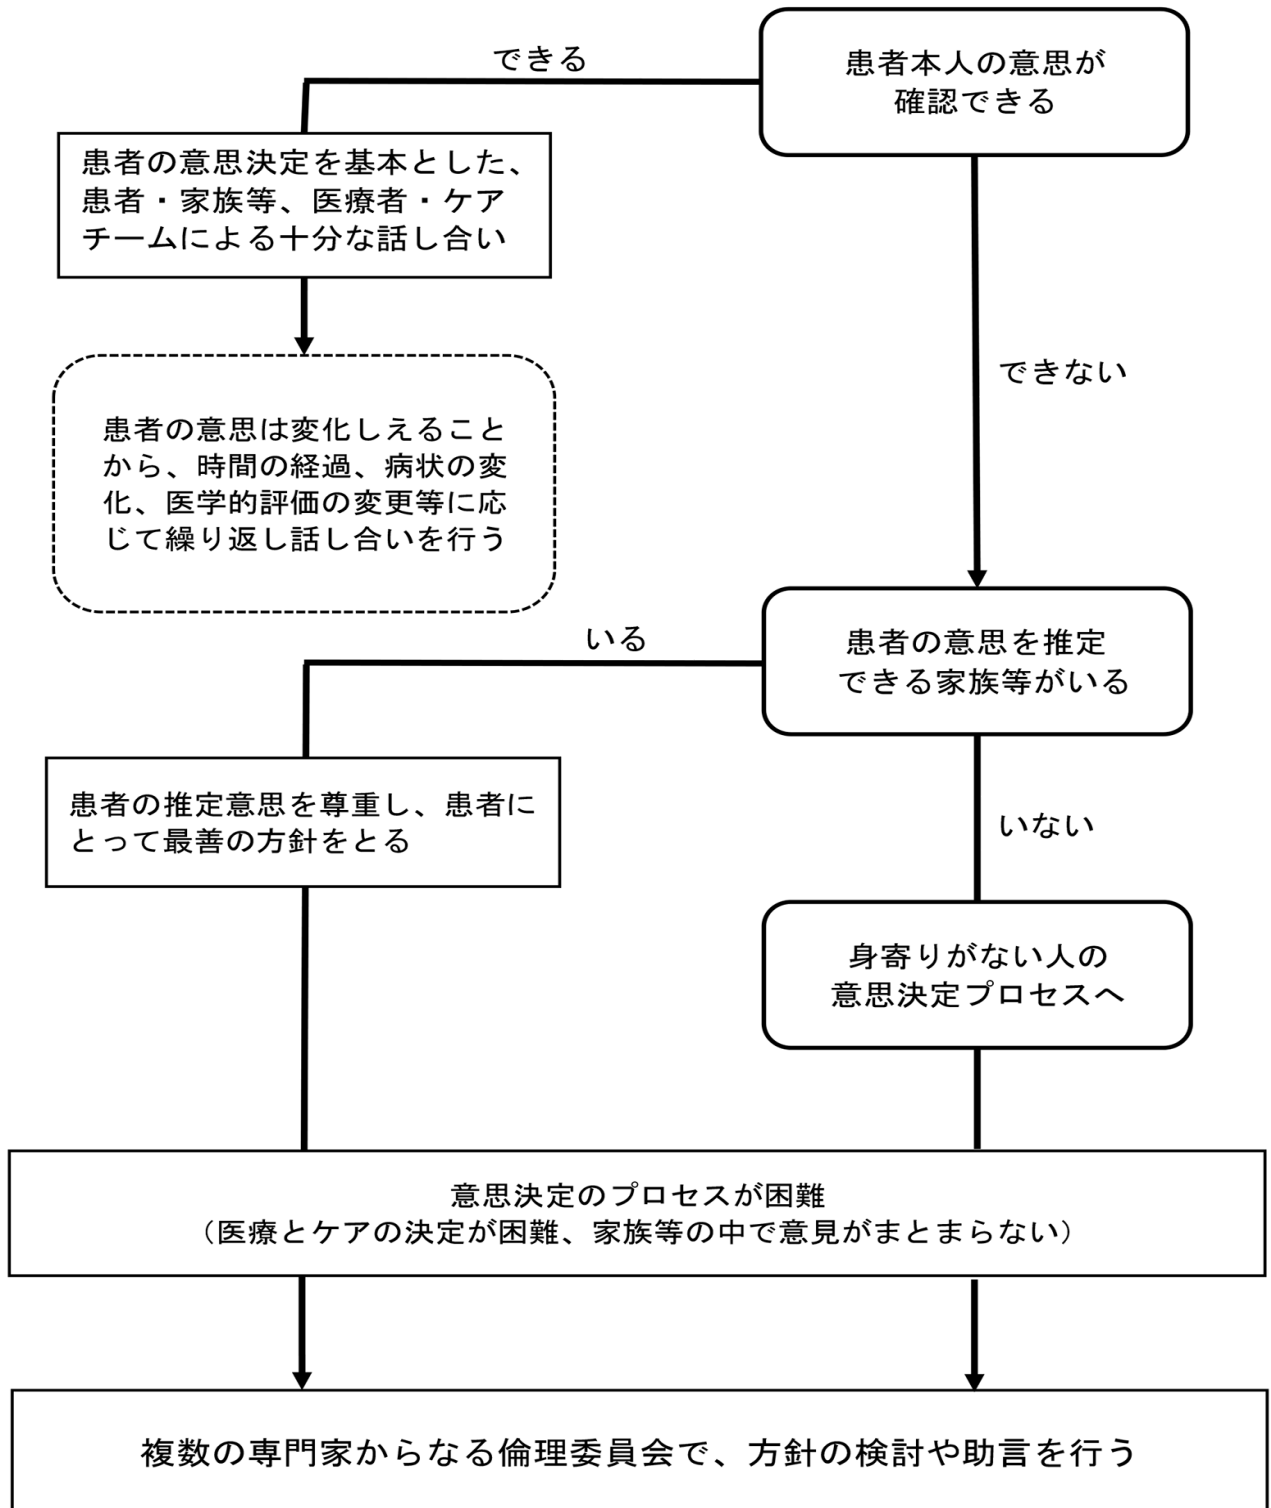 患者本人の意思が
確認できる
できる
患者の意思決定を基本とした、
患者・家族等、医療者・ケア
チームによる十分な話し合い
患者の意思は変化しえること
から、時間の経過、病状の変
化、医学的評価の変更等に応
じて繰り返し話し合いを行う
できない
患者の意思を推定
できる家族等がいる
いる
患者の推定意思を尊重し、患者に
とって最善の方針をとる
いない
身寄りがない人の
意思決定プロセスへ
意思決定のプロセスが困難
（医療とケアの決定が困難、家族等の中で意見がまとまらない）
複数の専門家からなる倫理委員会で、方針の検討や助言を行う